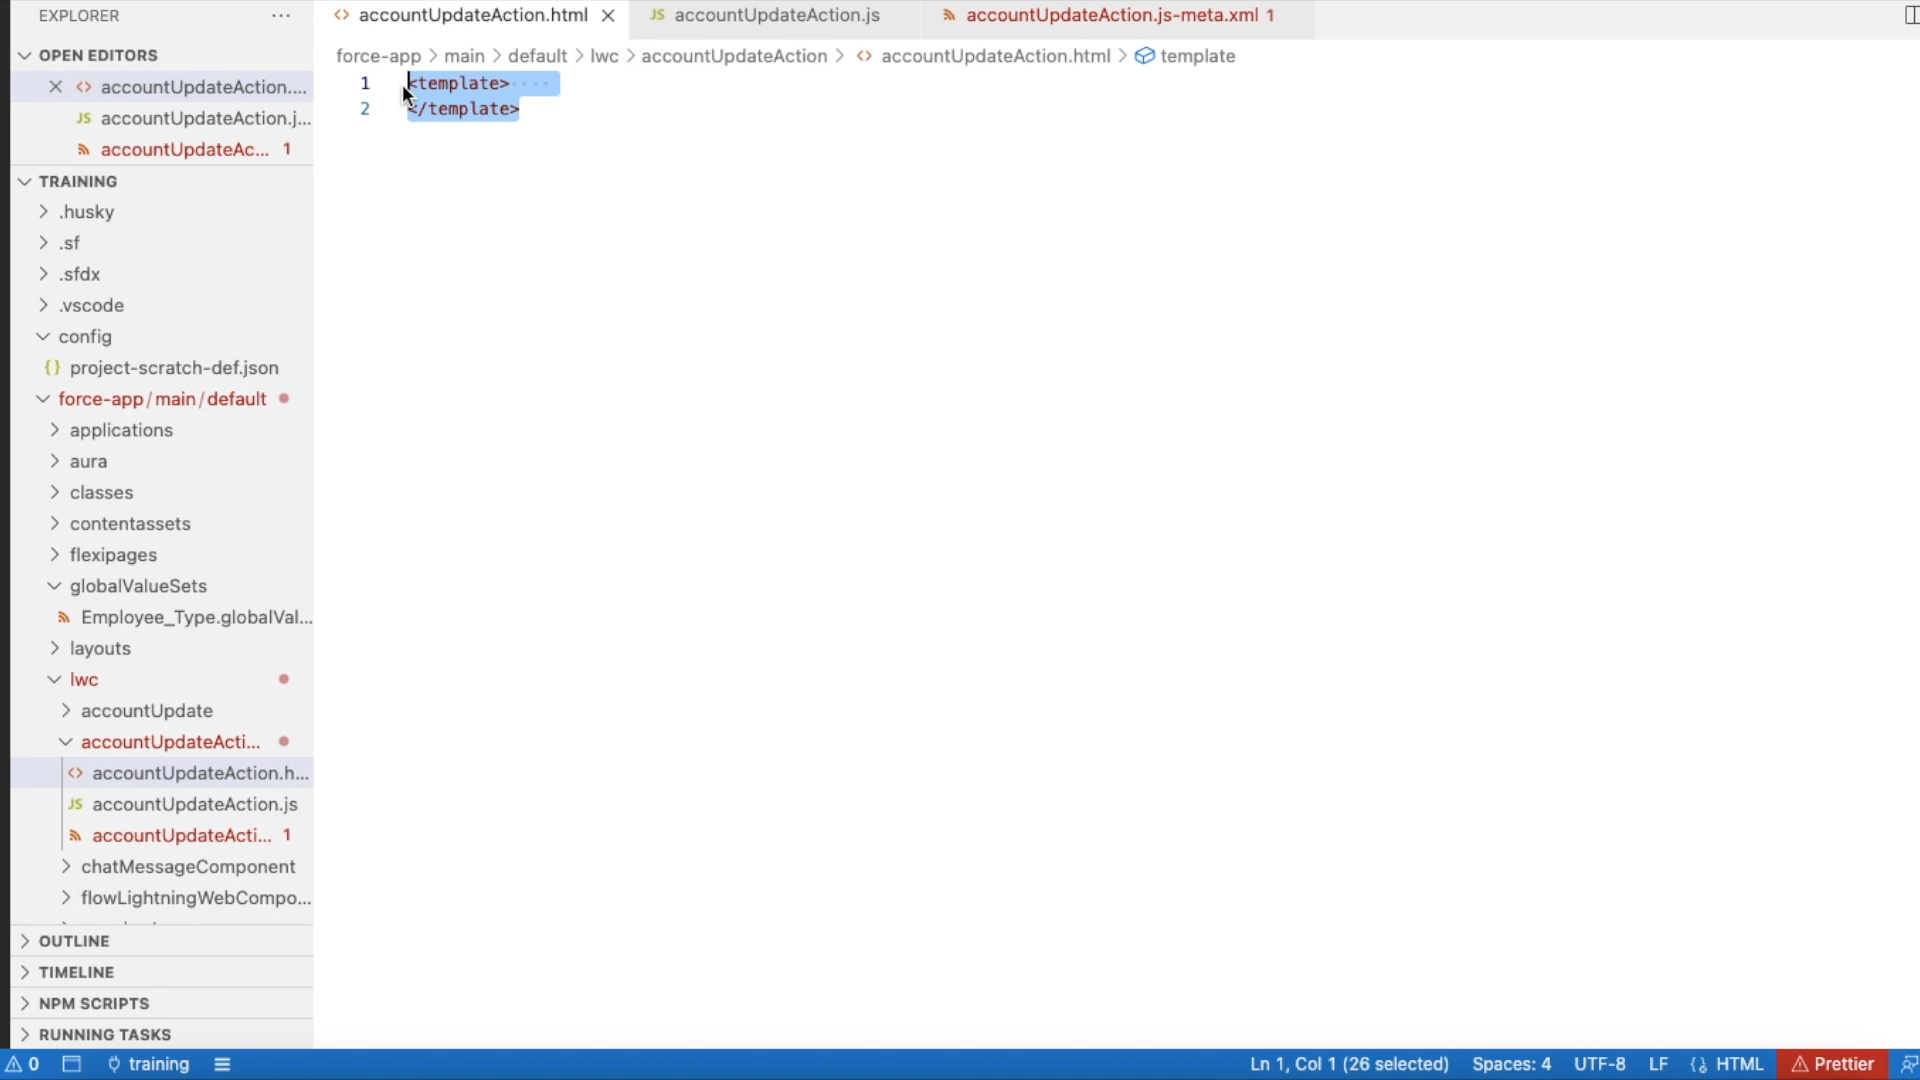 EXPLORER
OPEN EDITORS
accountUpdateAction....
JS accountUpdateAction.j...
accountUpdateAc... 1
TRAINING
.husky
.sf
.sfdx
.vscode
config
{} project-scratch-def.json
force-app/main/default
applications
aura
classes
contentassets
flexipages
globalValueSets
Employee_Type.globalVal...
layouts
lwc
accountUpdate
accountUpdateActi...
accountUpdateAction.h...
JS accountUpdateAction.js
accountUpdateActi... 1
chatMessageComponent
flowLightningWebCompo...
OUTLINE
TIMELINE
NPM SCRIPTS
RUNNING TASKS
accountUpdateAction.html
JS accountUpdateAction.js
accountUpdateAction.js-meta.xml 1
force-app > main > default > lwc > accountUpdateAction > <> accountUpdateAction.html > template
1 <template>
2 </template>
0 training Ln 1, Col 1 (26 selected) Spaces: 4 UTF-8 LF HTML Prettier